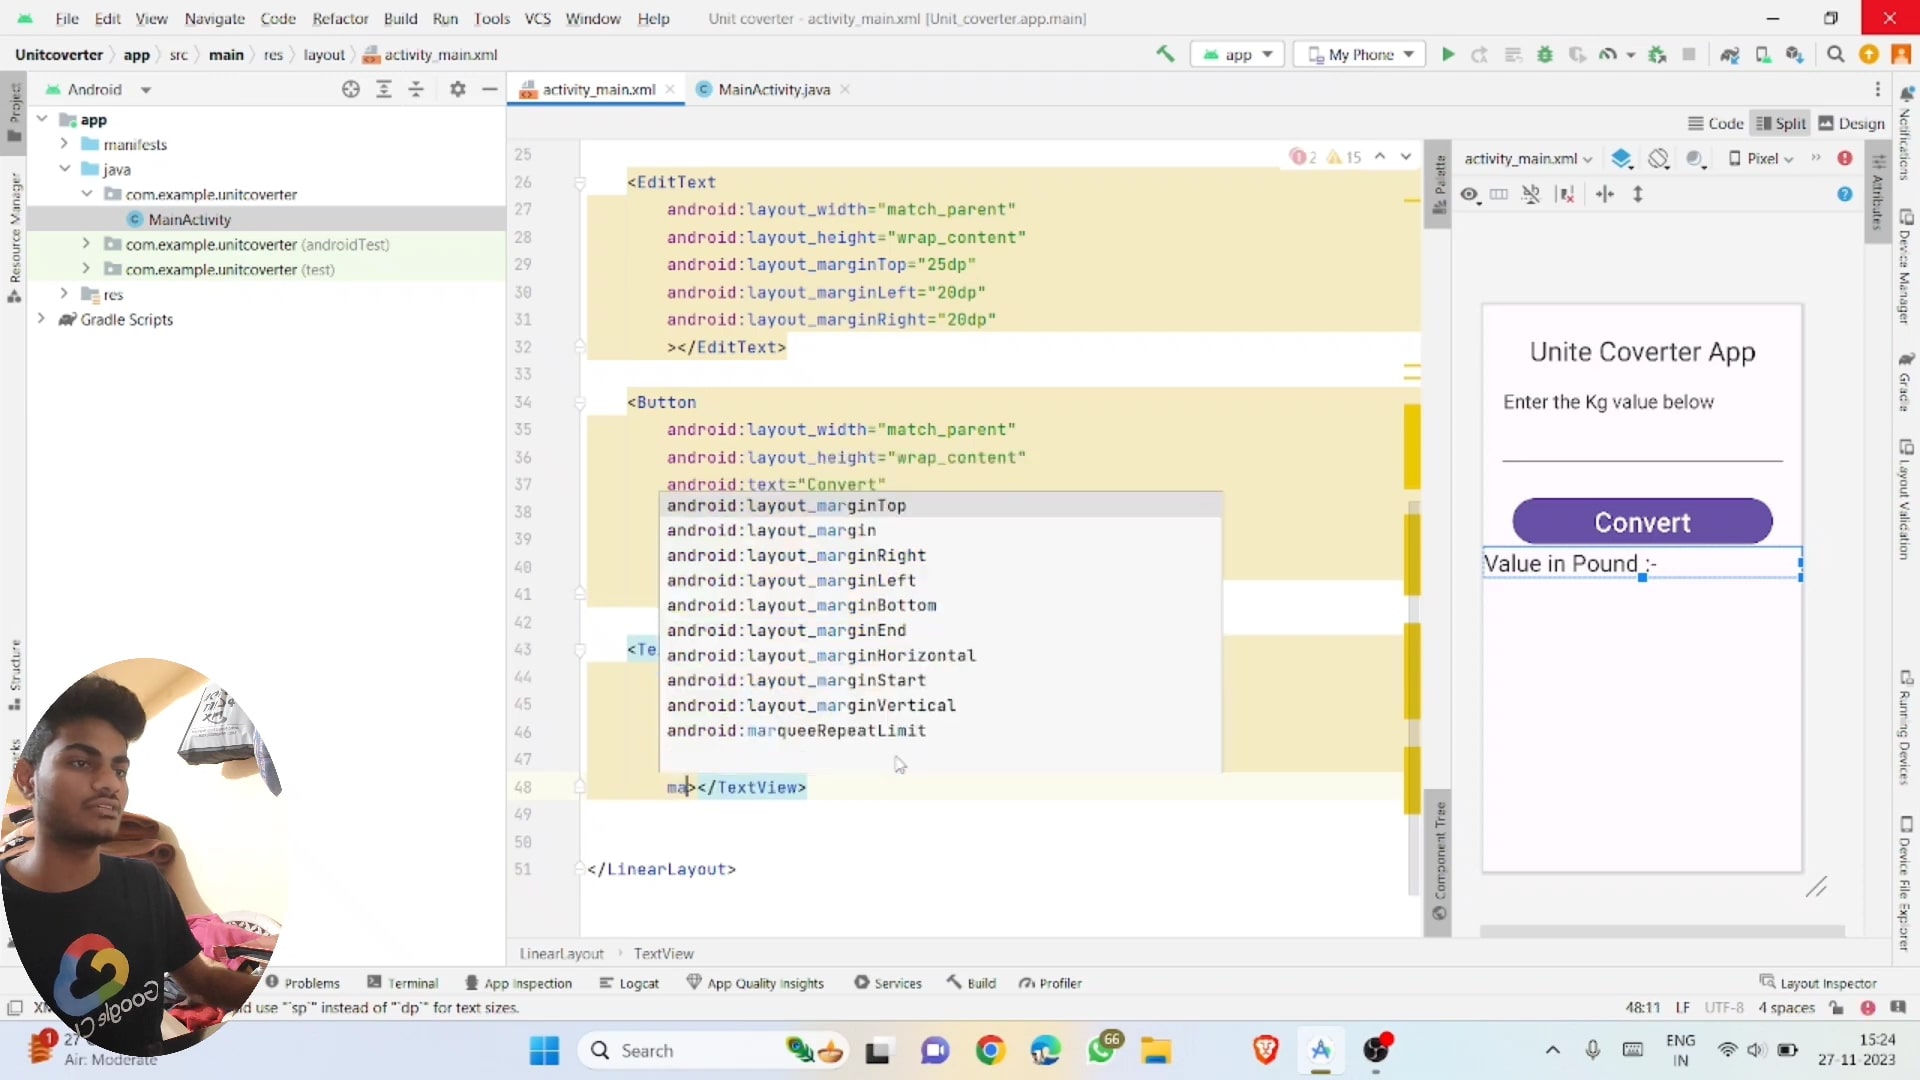 File Edit View Navigate Code Refactor Build Run Tools VCS Window Help Unit coverter - activity_main.xml [Unit_coverter.app.main]
Unitcoverter app src main res layout activity_main.xml app My Phone
Project Android activity_main.xml MainActivity.java Notifications
app
manifests
java
com.example.unitcoverter
MainActivity
com.example.unitcoverter (androidTest)
com.example.unitcoverter (test)
res
Gradle Scripts
Resource Manager
Structure
Code Split Design
2 15
activity_main.xml Pixel
Palette
Attributes
Device Manager
Gradle
Layout Validation
Running Devices
Device File Explorer
Component Tree
25
26 <EditText
27 android:layout_width="match_parent"
28 android:layout_height="wrap_content"
29 android:layout_marginTop="25dp"
30 android:layout_marginLeft="20dp"
31 android:layout_marginRight="20dp"
32 ></EditText>
33
34 <Button
35 android:layout_width="match_parent"
36 android:layout_height="wrap_content"
37 android:text="Convert"
38
39
40
41
42
43 <Te
44
45
46
47
48 ma></TextView>
49
50
51 </LinearLayout>
android:layout_marginTop
android:layout_margin
android:layout_marginRight
android:layout_marginLeft
android:layout_marginBottom
android:layout_marginEnd
android:layout_marginHorizontal
android:layout_marginStart
android:layout_marginVertical
android:marqueeRepeatLimit
Unite Coverter App
Enter the Kg value below
Convert
Value in Pound :-
LinearLayout TextView
Problems Terminal App Inspection Logcat App Quality Insights Services Build Profiler Layout Inspector
use "`sp`" instead of "`dp`" for text sizes. 48:11 LF UTF-8 4 spaces
1 27
Air: Moderate
Search
66
ENG
IN
15:24
27-11-2023